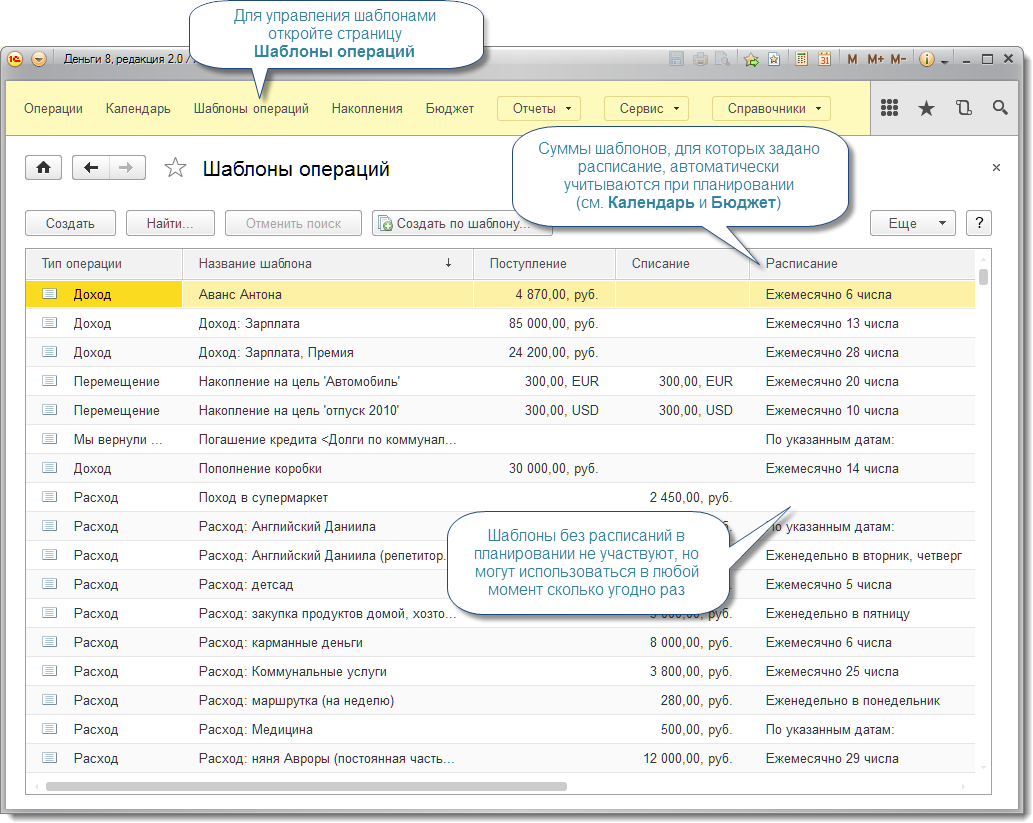 Для управления шаблонами
откройте страницу
Шаблоны операций
Деньги 8, редакция 2.0 /
M M+ M-
Операции Календарь Шаблоны операций Накопления Бюджет Отчеты Сервис Справочники
Суммы шаблонов, для которых задано
расписание, автоматически
учитываются при планировании
(см. Календарь и Бюджет)
Шаблоны операций
Создать Найти... Отменить поиск Создать по шаблону... Еще ?
Тип операции Название шаблона ↓ Поступление Списание Расписание
Доход Аванс Антона 4 870,00, руб. Ежемесячно 6 числа
Доход Доход: Зарплата 85 000,00, руб. Ежемесячно 13 числа
Доход Доход: Зарплата, Премия 24 200,00, руб. Ежемесячно 28 числа
Перемещение Накопление на цель 'Автомобиль' 300,00, EUR 300,00, EUR Ежемесячно 20 числа
Перемещение Накопление на цель 'отпуск 2010' 300,00, USD 300,00, USD Ежемесячно 10 числа
Мы вернули ... Погашение кредита <Долги по коммунал... По указанным датам:
Доход Пополнение коробки 30 000,00, руб. Ежемесячно 14 числа
Расход Поход в супермаркет 2 450,00, руб.
Расход Расход: Английский Даниила По указанным датам:
Расход Расход: Английский Даниила (репетитор. Еженедельно в вторник, четверг
Расход Расход: детсад Ежемесячно 5 числа
Расход Расход: закупка продуктов домой, хозто... руб. Еженедельно в пятницу
Шаблоны без расписаний в
планировании не участвуют, но
могут использоваться в любой
момент сколько угодно раз
Расход Расход: карманные деньги 8 000,00, руб. Ежемесячно 6 числа
Расход Расход: Коммунальные услуги 3 800,00, руб. Ежемесячно 25 числа
Расход Расход: маршрутка (на неделю) 280,00, руб. Еженедельно в понедельник
Расход Расход: Медицина 500,00, руб. По указанным датам:
Расход Расход: няня Авроры (постоянная часть... 12 000,00, руб. Ежемесячно 29 числа